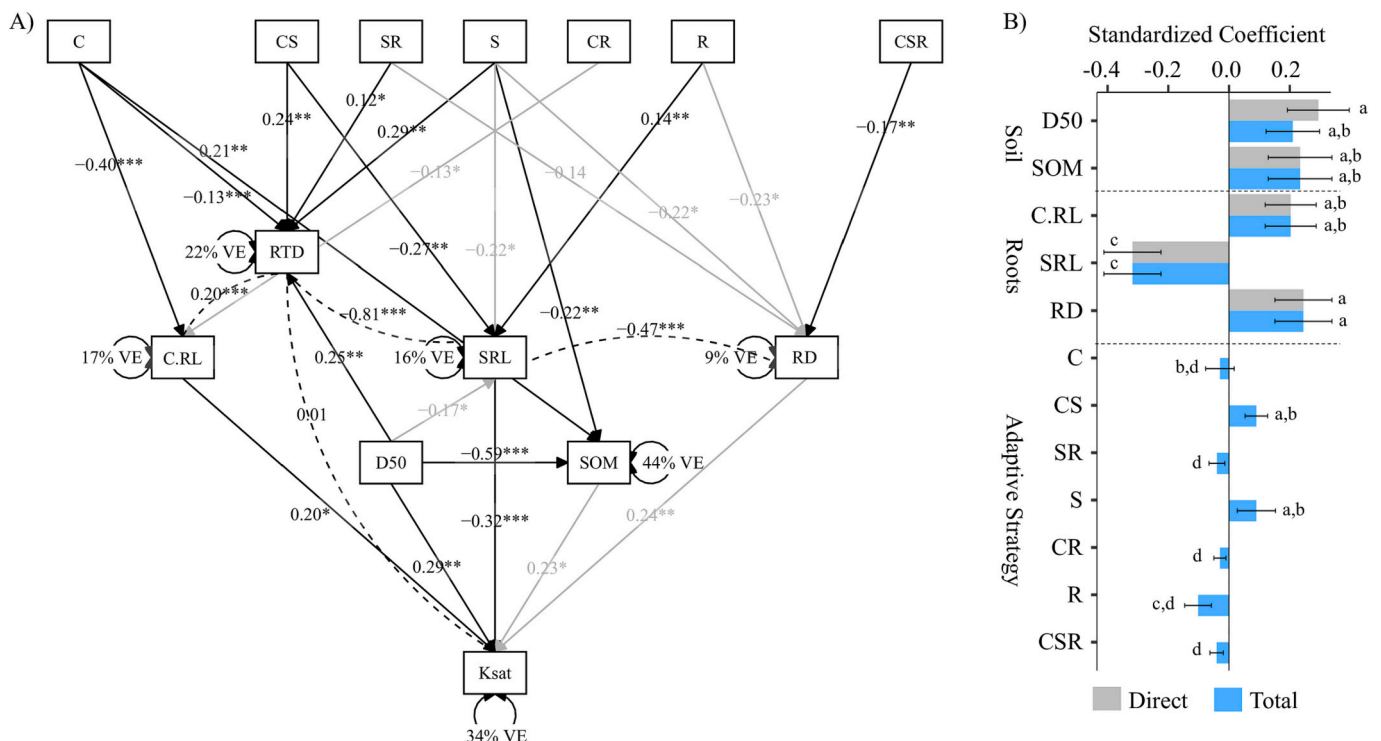 A)
C
CS
SR
S
CR
R
CSR
0.12*
0.24**
0.29**
0.14**
−0.17**
−0.40***
0.21**
−0.13*
−0.14
−0.13***
−0.23*
−0.22*
22% VE
RTD
−0.27**
−0.22*
0.20***
−0.81***
−0.22**
−0.47***
17% VE
C.RL
0.25**
16% VE
SRL
9% VE
RD
0.01
−0.17*
D50
−0.59***
SOM
44% VE
0.20*
−0.32***
0.24**
0.29**
0.23*
Ksat
34% VE
B)
Standardized Coefficient
-0.4 -0.2 0.0 0.2
Soil
D50
a
a,b
SOM
a,b
a,b
Roots
C.RL
a,b
a,b
SRL
c
c
RD
a
a
Adaptive Strategy
C
b,d
CS
a,b
SR
d
S
a,b
CR
d
R
c,d
CSR
d
Direct Total